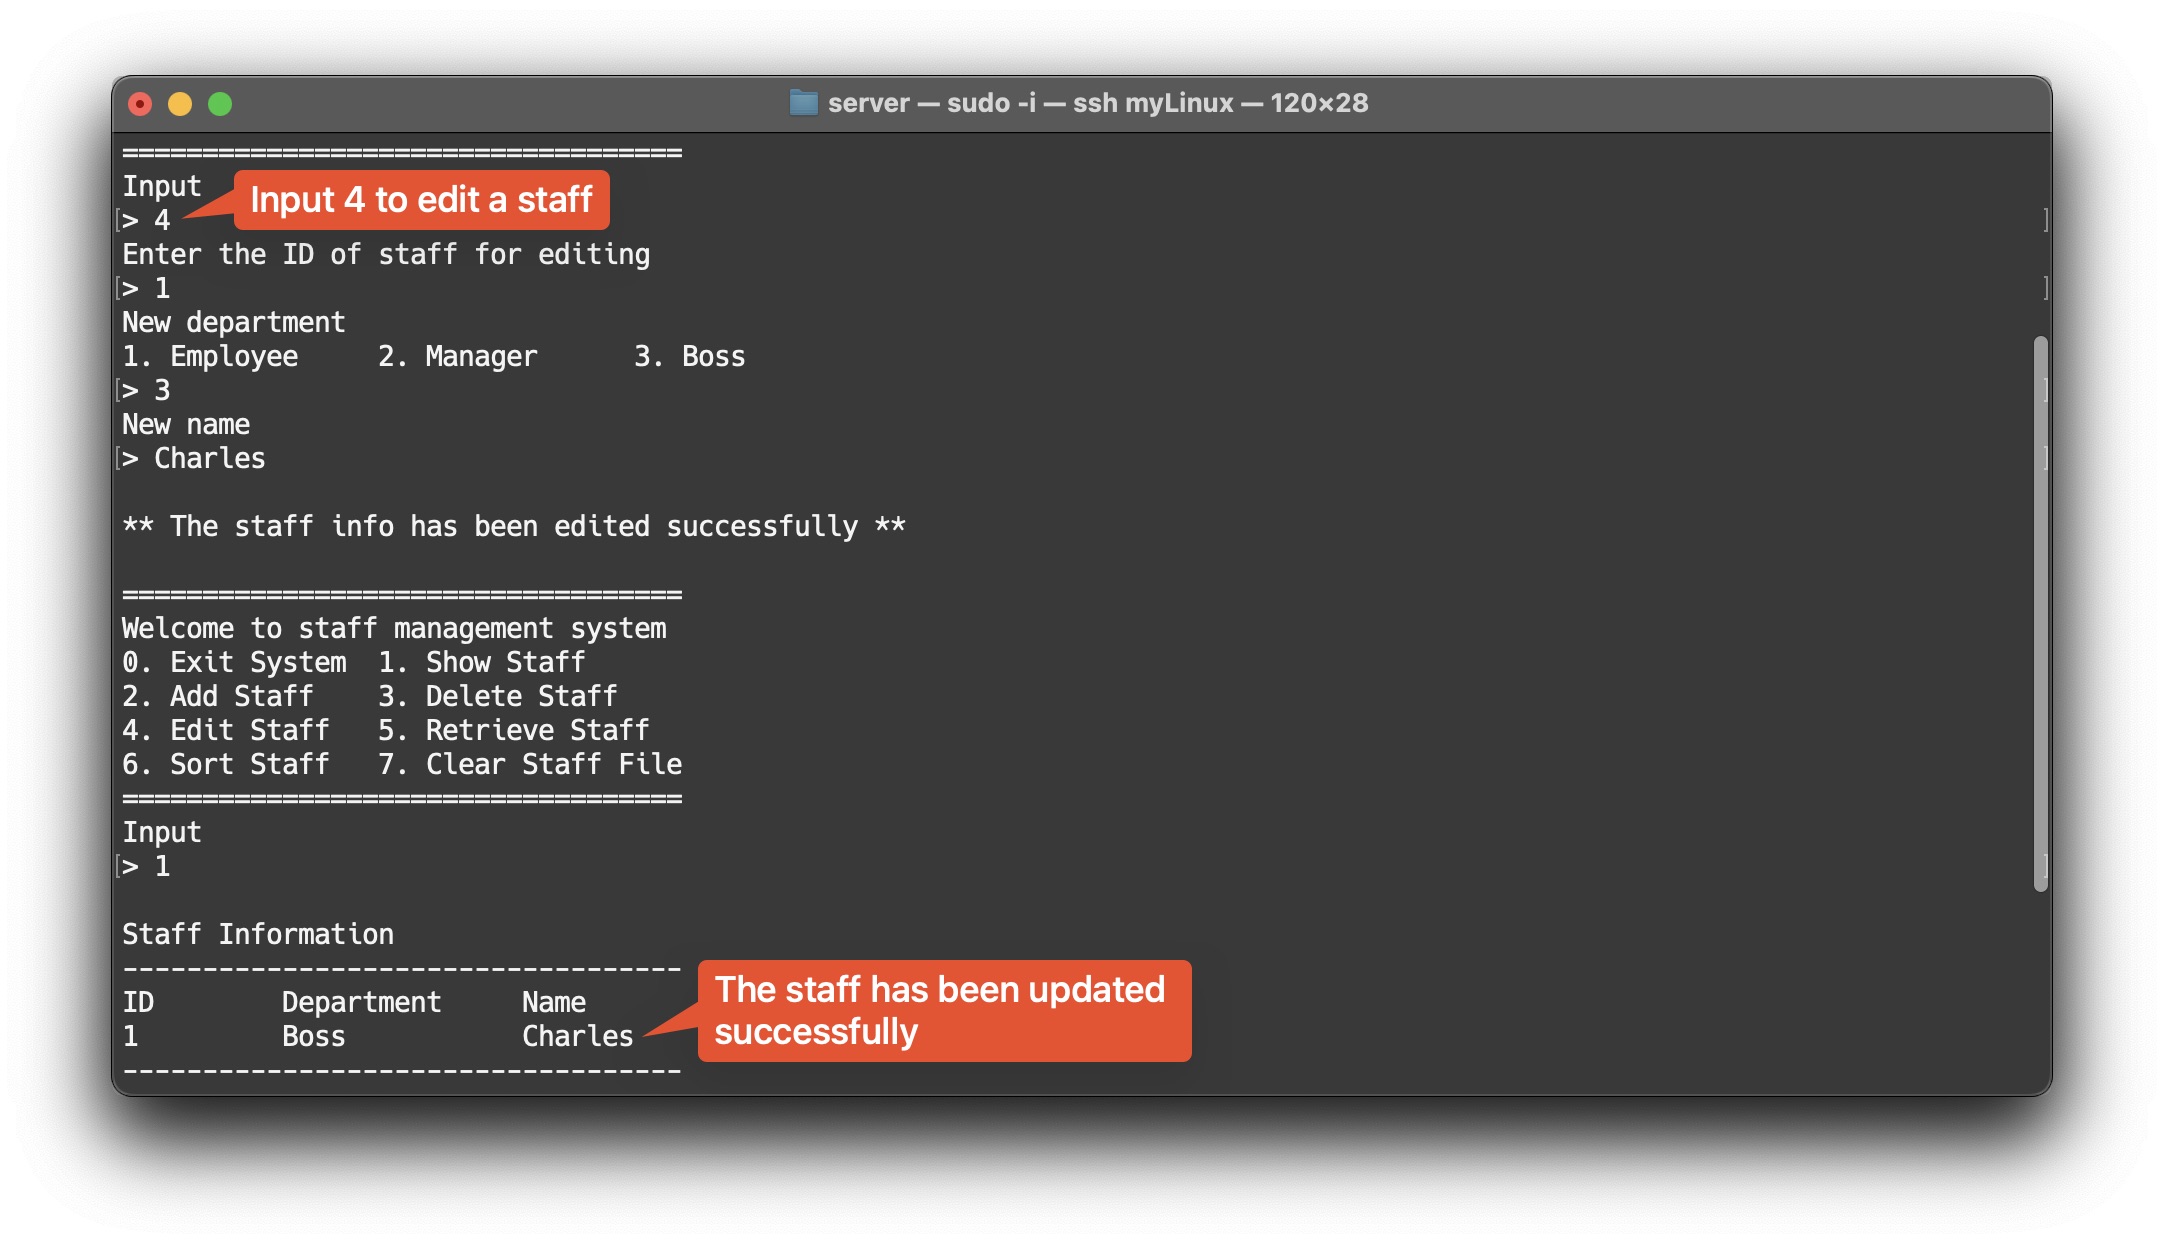 server — sudo -i — ssh myLinux — 120×28
===================================
Input
> 4
Input 4 to edit a staff
Enter the ID of staff for editing
> 1
New department
1. Employee     2. Manager      3. Boss
> 3
New name
> Charles
** The staff info has been edited successfully **
===================================
Welcome to staff management system
0. Exit System  1. Show Staff
2. Add Staff    3. Delete Staff
4. Edit Staff   5. Retrieve Staff
6. Sort Staff   7. Clear Staff File
===================================
Input
> 1
Staff Information
-----------------------------------
ID        Department     Name
1         Boss           Charles
The staff has been updated
successfully
-----------------------------------